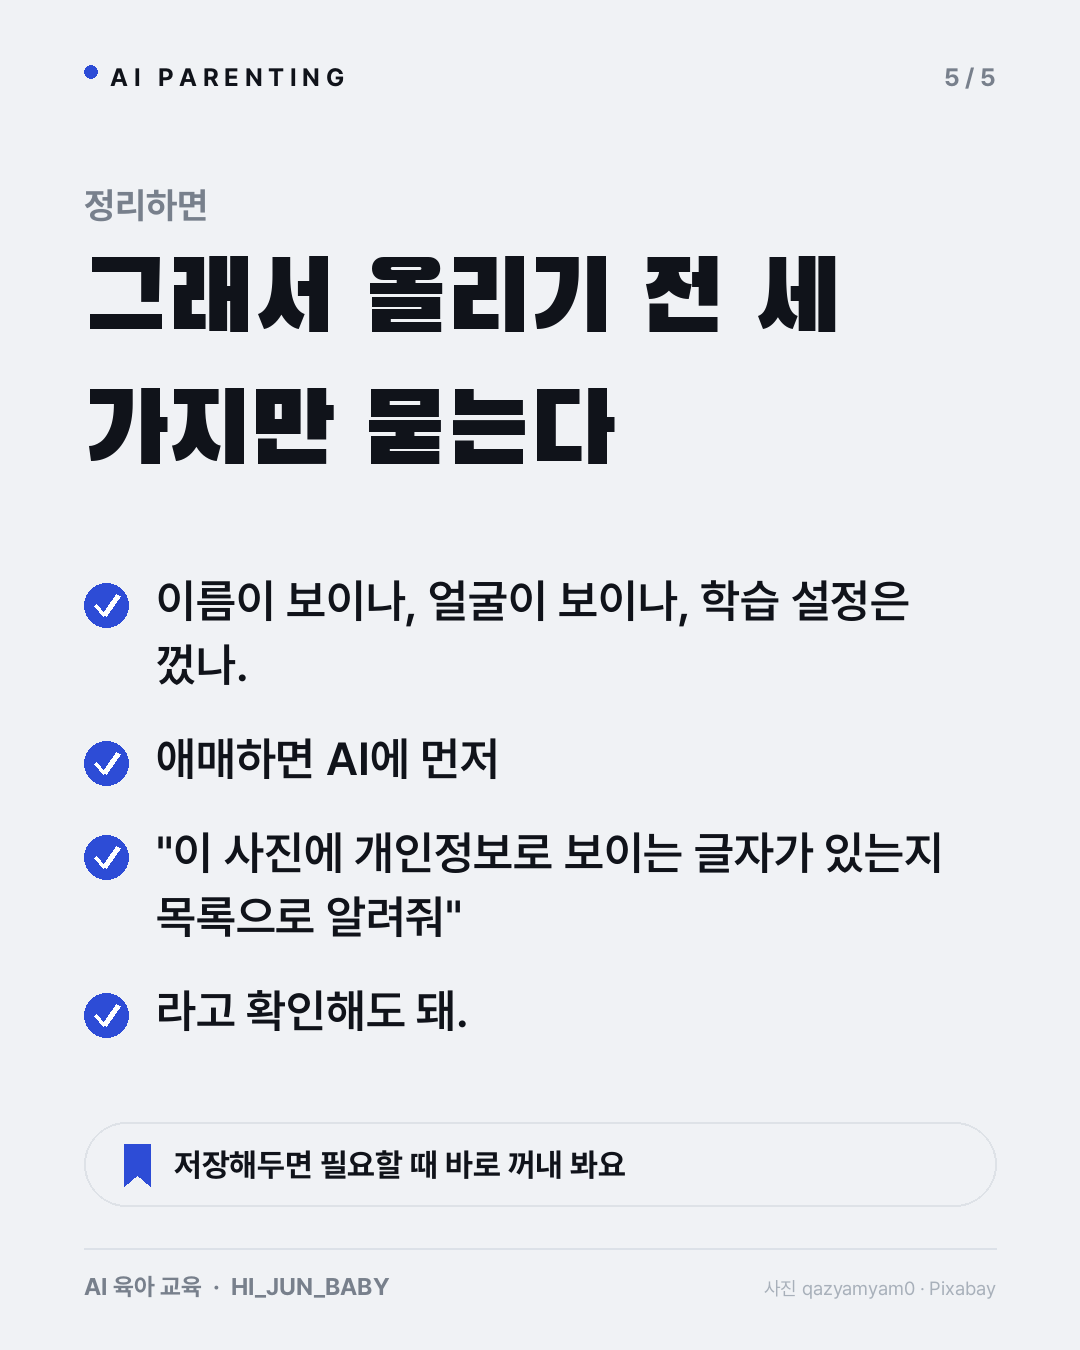 AI PARENTING
5 / 5
정리하면
그래서 올리기 전 세
가지만 묻는다
이름이 보이나, 얼굴이 보이나, 학습 설정은
껐나.
애매하면 AI에 먼저
"이 사진에 개인정보로 보이는 글자가 있는지
목록으로 알려줘"
라고 확인해도 돼.
저장해두면 필요할 때 바로 꺼내 봐요
AI 육아 교육 · HI_JUN_BABY
사진 qazyamyam0 · Pixabay